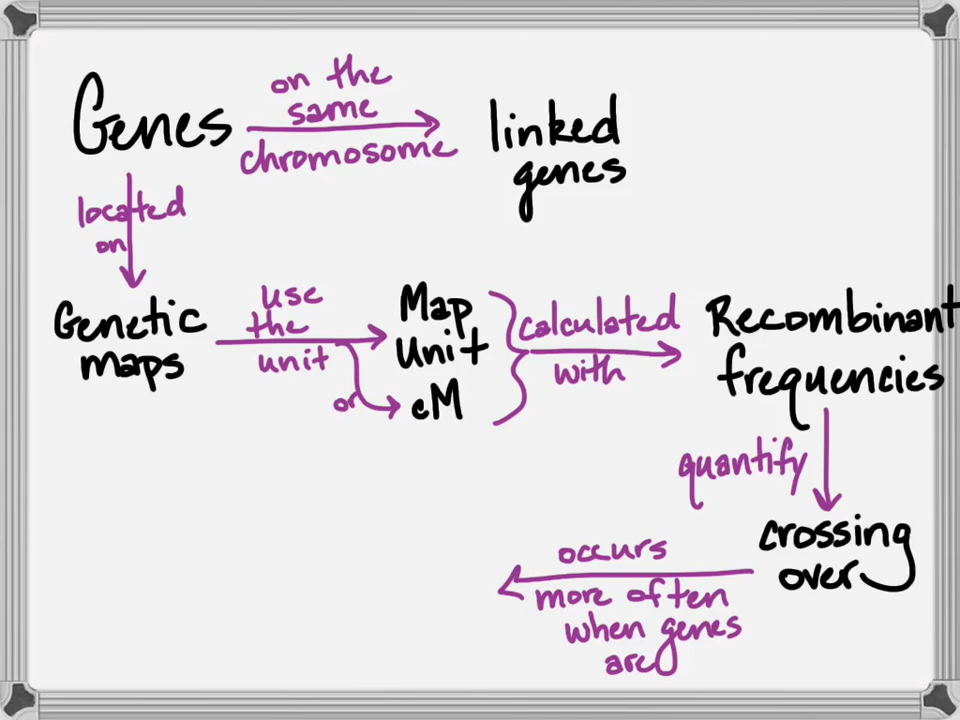 Genes
on the
same
chromosome
linked
genes
located
on
Genetic
maps
use
the
unit
or
Map
Unit
cM
calculated
with
Recombinant
frequencies
quantify
crossing
over
occurs
more often
when genes
are